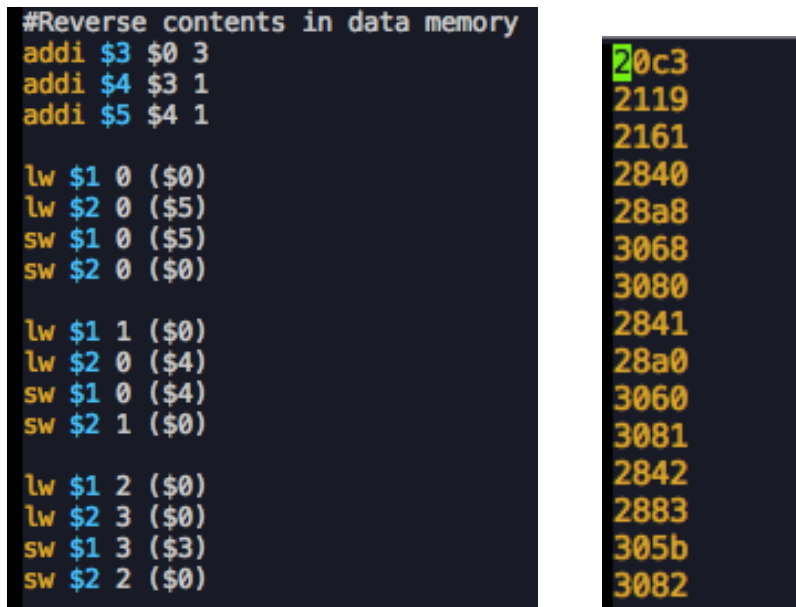 #Reverse contents in data memory
addi $3 $0 3
addi $4 $3 1
addi $5 $4 1
lw $1 0 ($0)
lw $2 0 ($5)
sw $1 0 ($5)
sw $2 0 ($0)
lw $1 1 ($0)
lw $2 0 ($4)
sw $1 0 ($4)
sw $2 1 ($0)
lw $1 2 ($0)
lw $2 3 ($0)
sw $1 3 ($3)
sw $2 2 ($0)
20c3
2119
2161
2840
28a8
3068
3080
2841
28a0
3060
3081
2842
2883
305b
3082